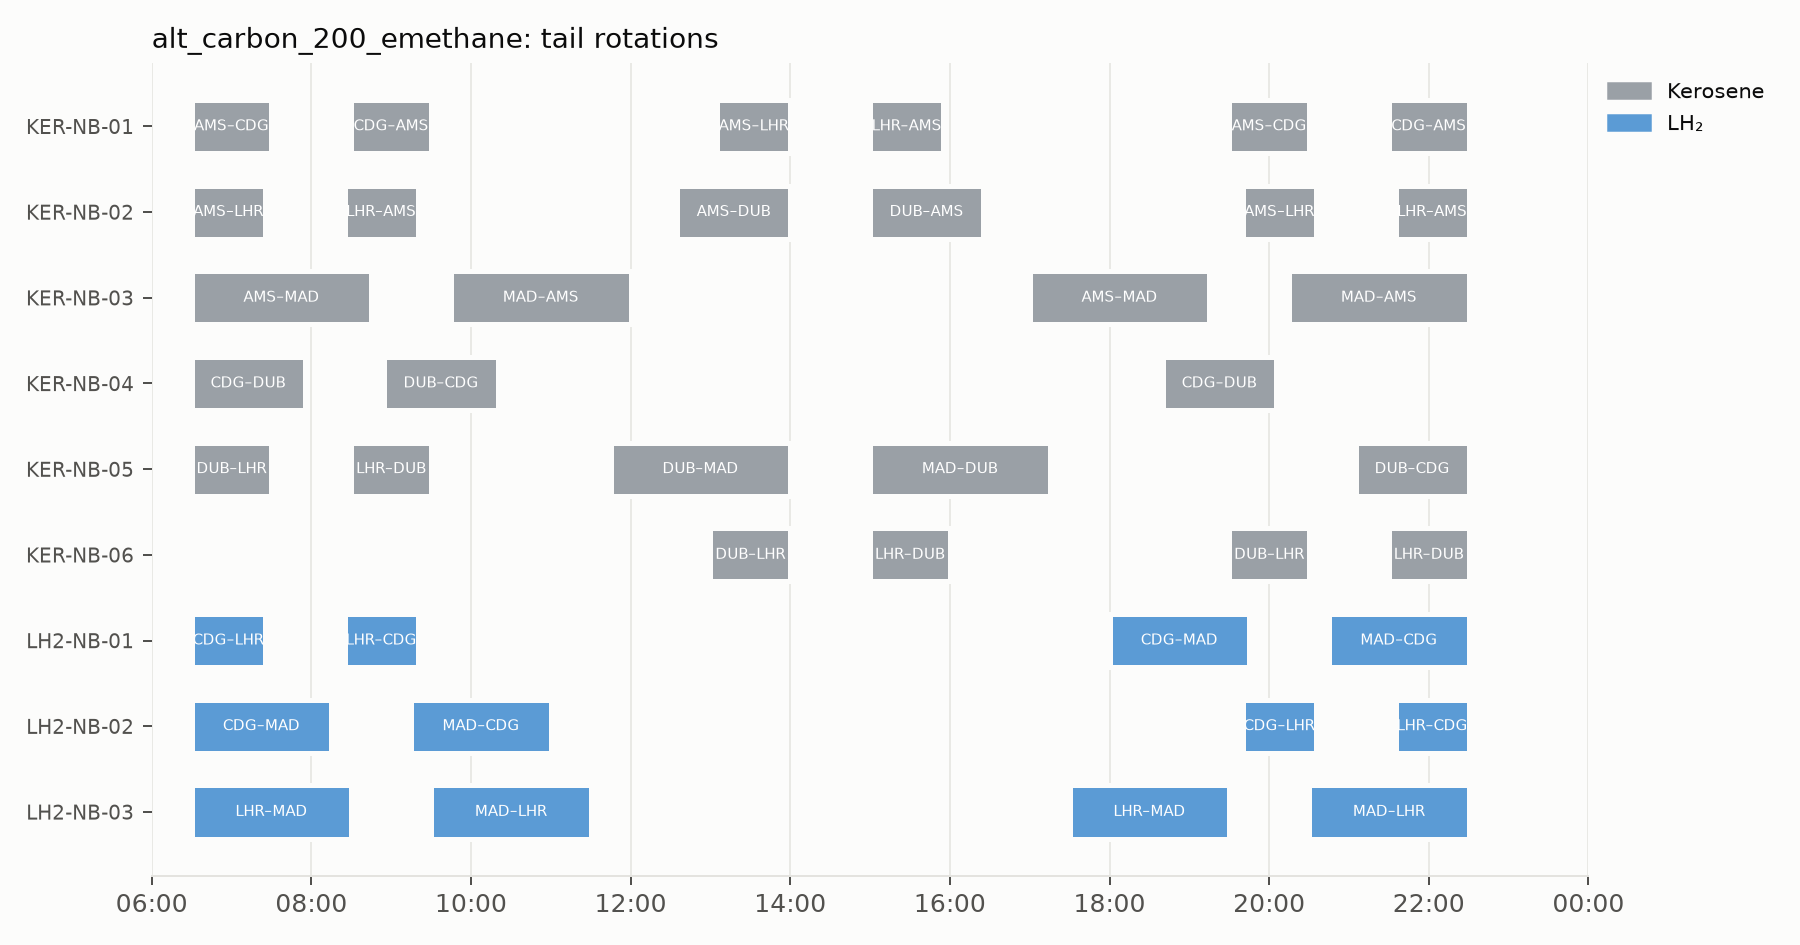 alt_carbon_200_emethane: tail rotations
Kerosene
LH₂
KER-NB-01 AMS–CDG CDG–AMS AMS–LHR LHR–AMS AMS–CDG CDG–AMS
KER-NB-02 AMS–LHR LHR–AMS AMS–DUB DUB–AMS AMS–LHR LHR–AMS
KER-NB-03 AMS–MAD MAD–AMS AMS–MAD MAD–AMS
KER-NB-04 CDG–DUB DUB–CDG CDG–DUB
KER-NB-05 DUB–LHR LHR–DUB DUB–MAD MAD–DUB DUB–CDG
KER-NB-06 DUB–LHR LHR–DUB DUB–LHR LHR–DUB
LH2-NB-01 CDG–LHR LHR–CDG CDG–MAD MAD–CDG
LH2-NB-02 CDG–MAD MAD–CDG CDG–LHR LHR–CDG
LH2-NB-03 LHR–MAD MAD–LHR LHR–MAD MAD–LHR
06:00 08:00 10:00 12:00 14:00 16:00 18:00 20:00 22:00 00:00